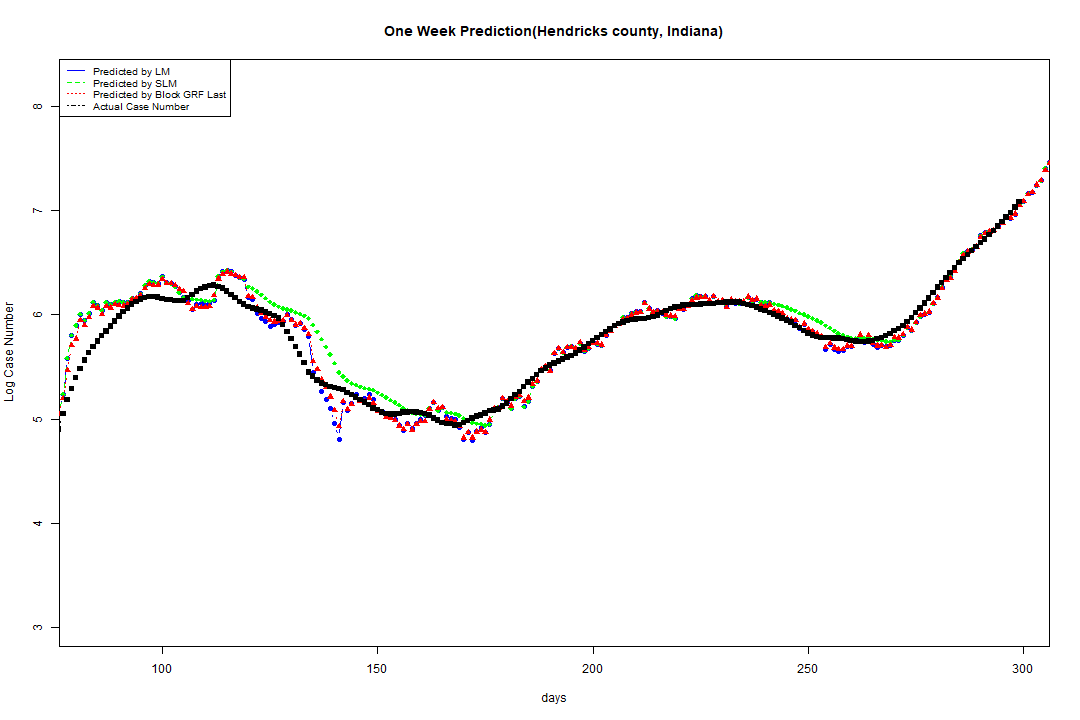 One Week Prediction(Hendricks county, Indiana)
Predicted by LM
Predicted by SLM
Predicted by Block GRF Last
Actual Case Number
8
7
6
5
4
3
Log Case Number
100 150 200 250 300
days